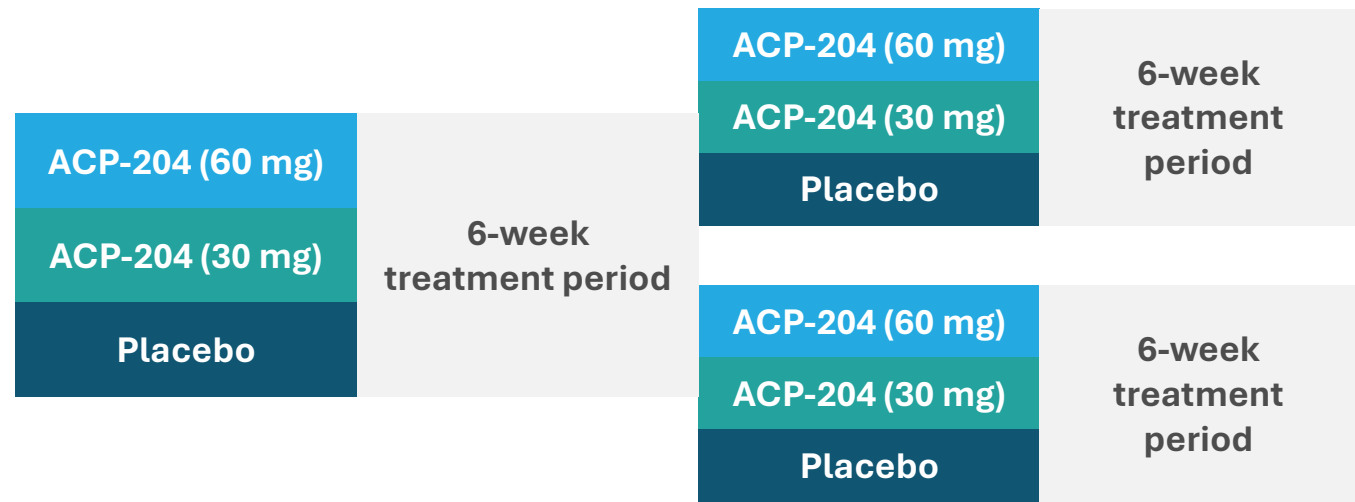 ACP-204 (60 mg)
ACP-204 (30 mg)
Placebo
6-week
treatment period
ACP-204 (60 mg)
ACP-204 (30 mg)
Placebo
6-week
treatment
period
ACP-204 (60 mg)
ACP-204 (30 mg)
Placebo
6-week
treatment
period